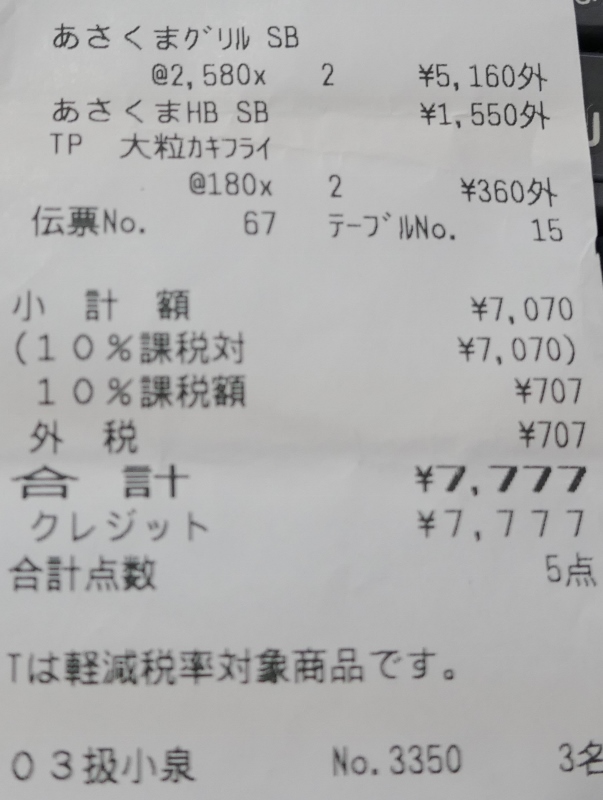 あさくまｸﾞﾘﾙ SB
@2,580x 2 ¥5,160外
あさくまHB SB ¥1,550外
TP 大粒ｶｷﾌﾗｲ
@180x 2 ¥360外
伝票No. 67 ﾃｰﾌﾞﾙNo. 15
小 計 額 ¥7,070
(１０％課税対 ¥7,070)
１０％課税額 ¥707
外 税 ¥707
合 計 ¥7,777
クレジット ¥7,777
合計点数 5点
Tは軽減税率対象商品です。
０３扱小泉 No.3350 3名